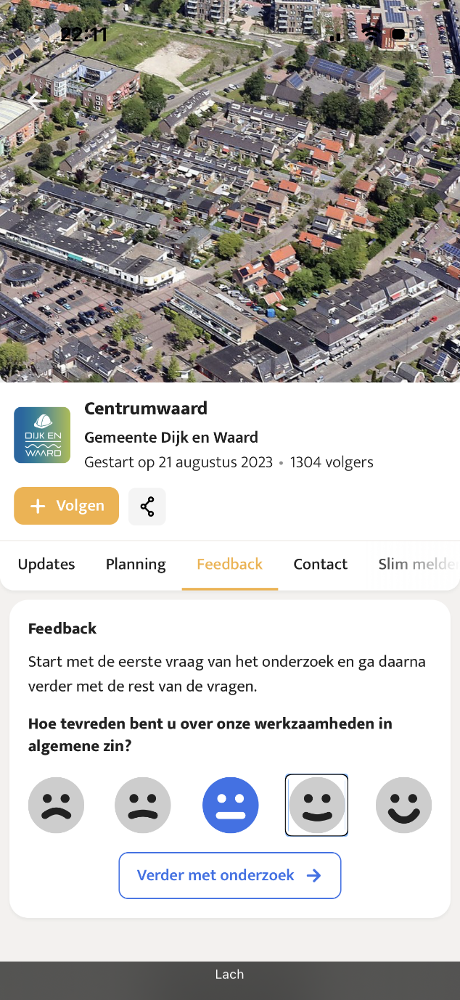 22:11
Centrumwaard
DIJK EN
WAARD
Gemeente Dijk en Waard
Gestart op 21 augustus 2023 • 1304 volgers
+ Volgen
Updates Planning Feedback Contact Slim melde
Feedback
Start met de eerste vraag van het onderzoek en ga daarna
verder met de rest van de vragen.
Hoe tevreden bent u over onze werkzaamheden in
algemene zin?
Verder met onderzoek →
Lach